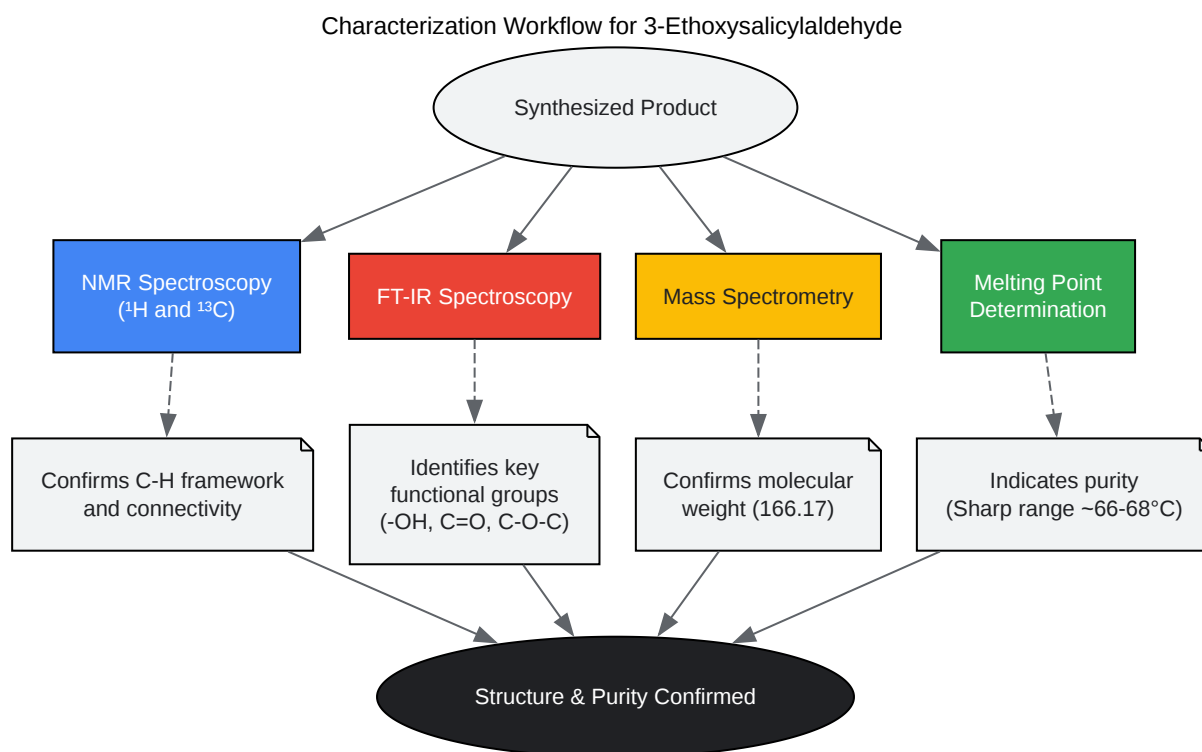 Characterization Workflow for 3-Ethoxysalicylaldehyde
Synthesized Product
NMR Spectroscopy
(¹H and ¹³C)
FT-IR Spectroscopy
Mass Spectrometry
Melting Point
Determination
Confirms C-H framework
and connectivity
Identifies key
functional groups
(-OH, C=O, C-O-C)
Confirms molecular
weight (166.17)
Indicates purity
(Sharp range ~66-68°C)
Structure & Purity Confirmed